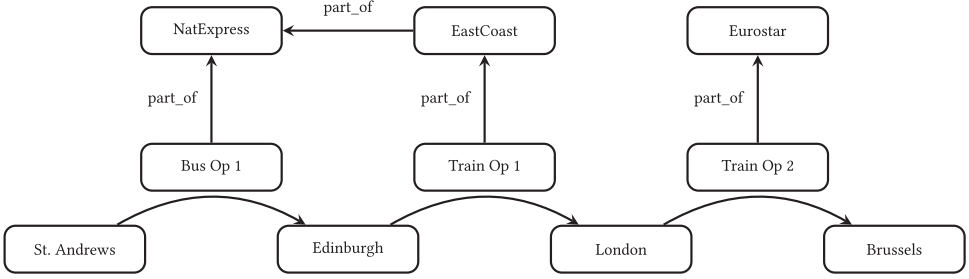 part_of
NatExpress
EastCoast
Eurostar
part_of
part_of
part_of
Bus Op 1
Train Op 1
Train Op 2
St. Andrews
Edinburgh
London
Brussels